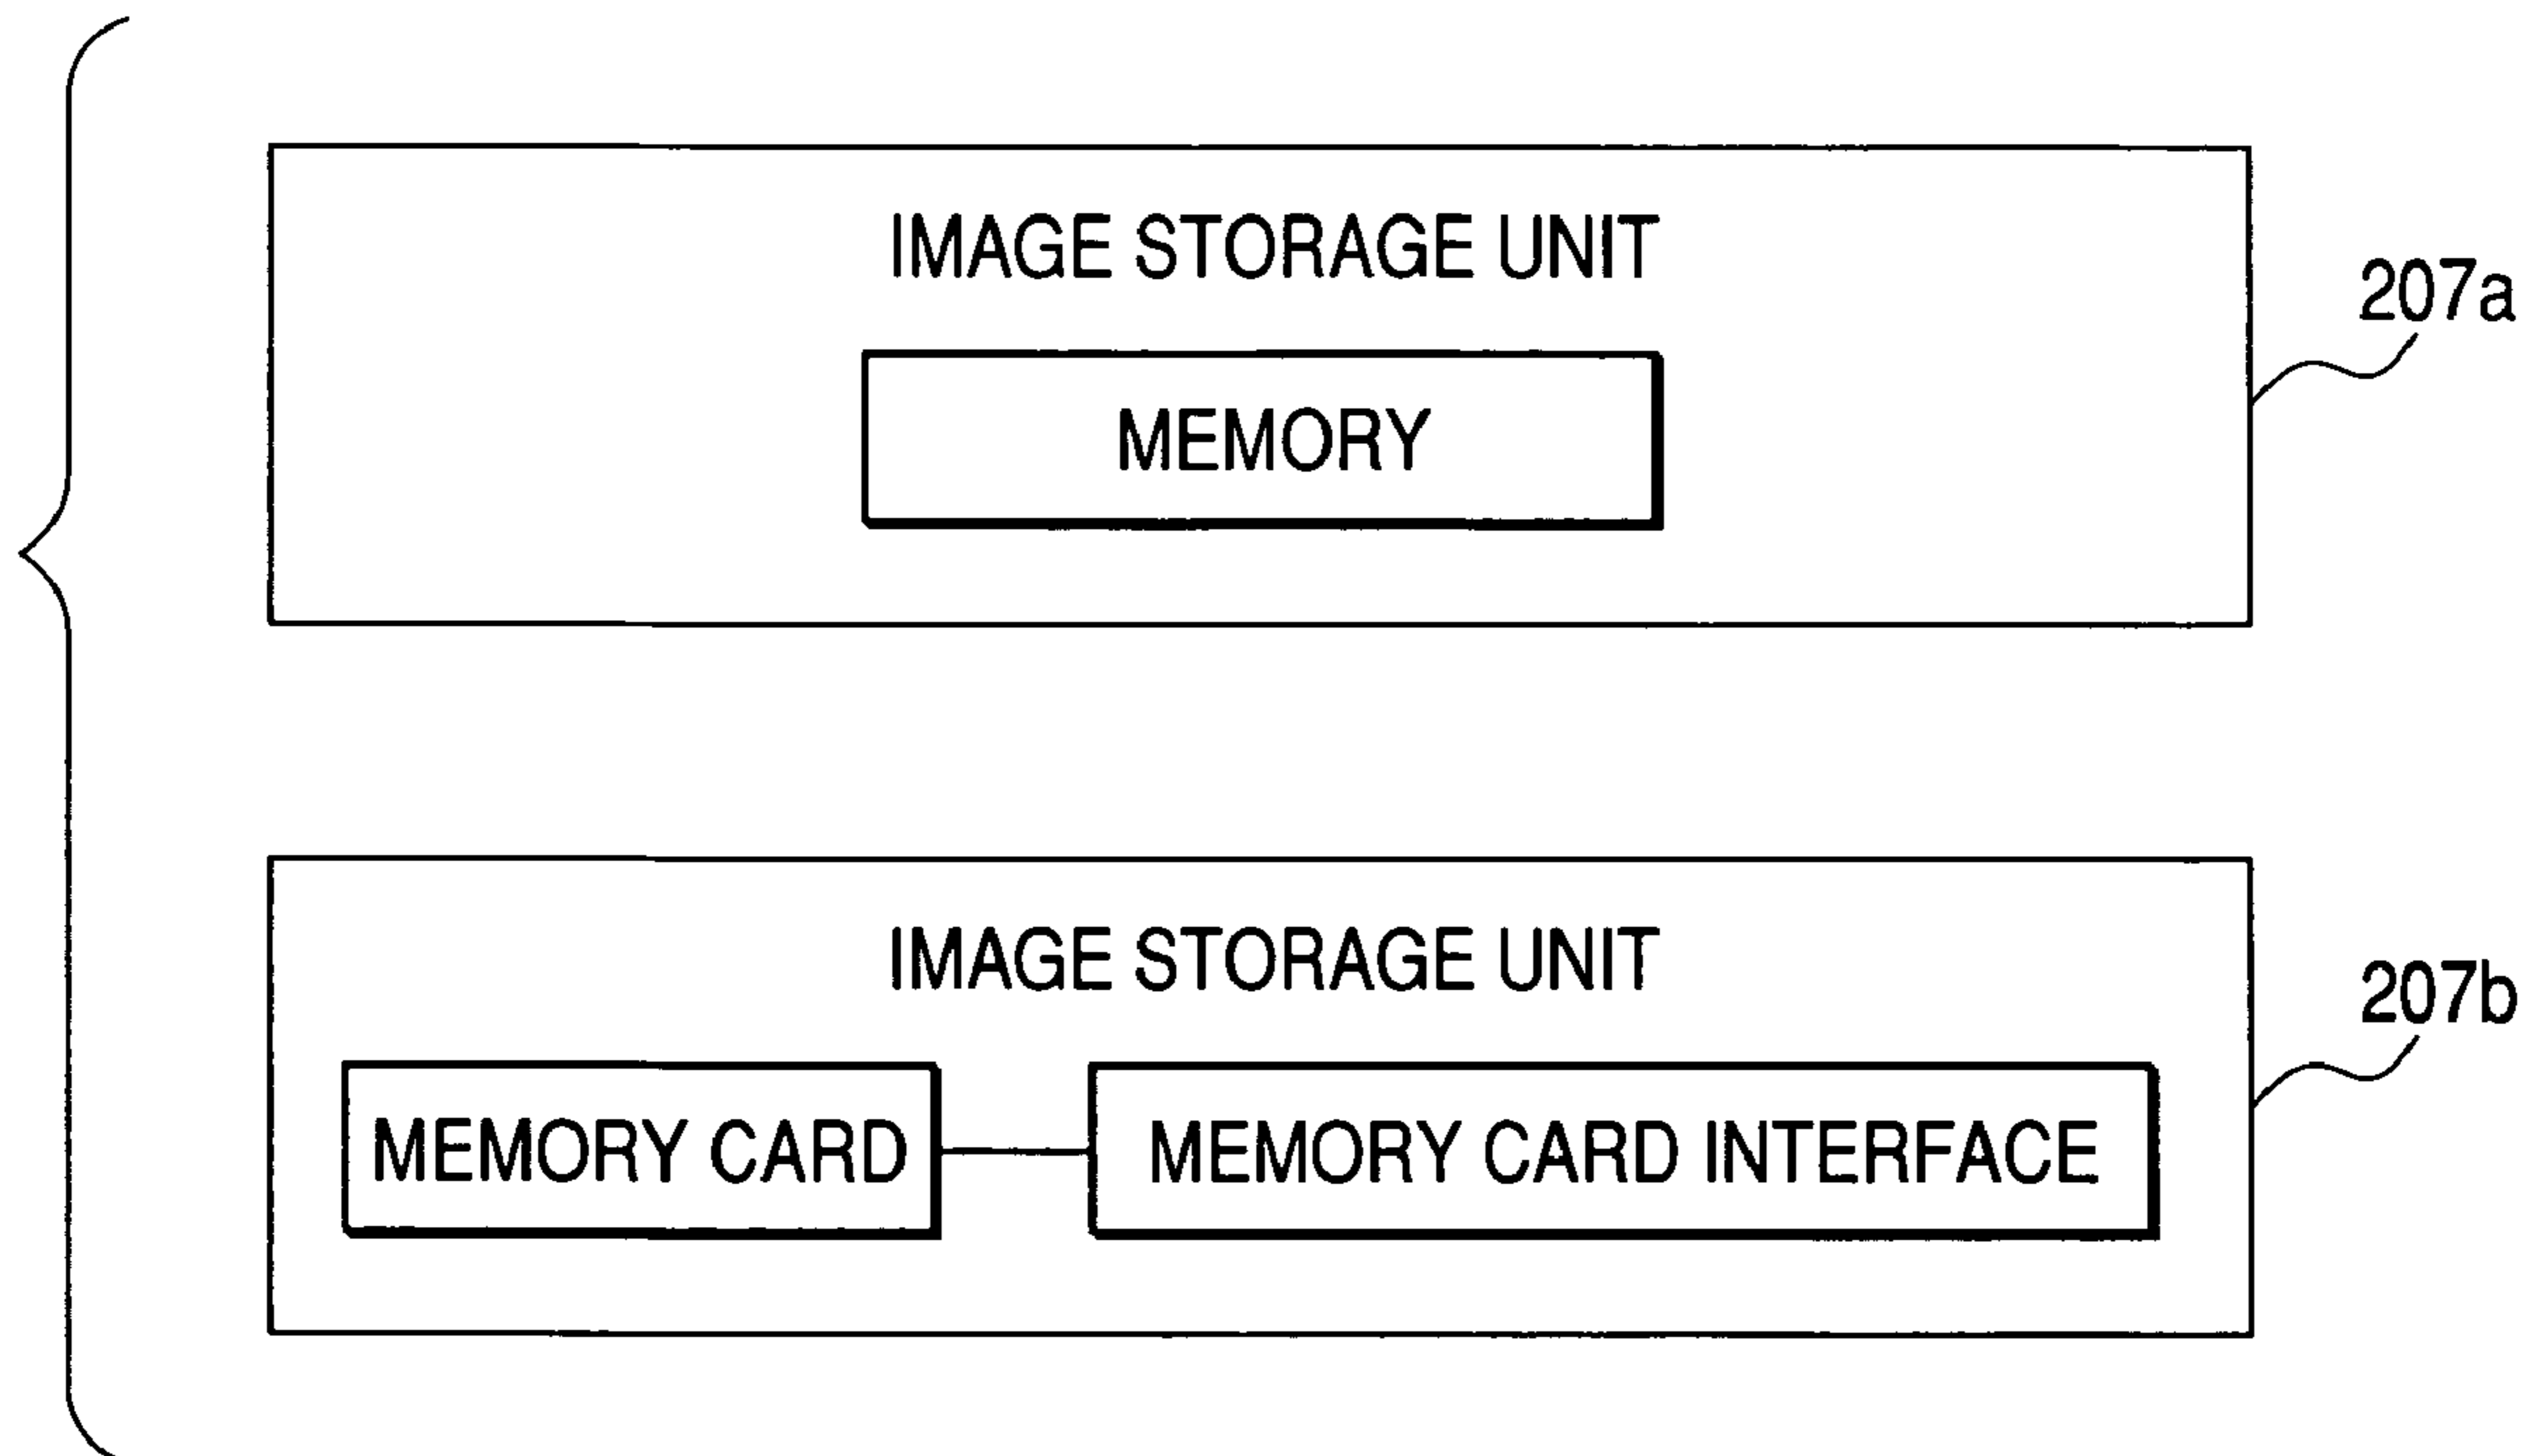 IMAGE STORAGE UNIT
207a
MEMORY
IMAGE STORAGE UNIT
207b
MEMORY CARD
MEMORY CARD INTERFACE